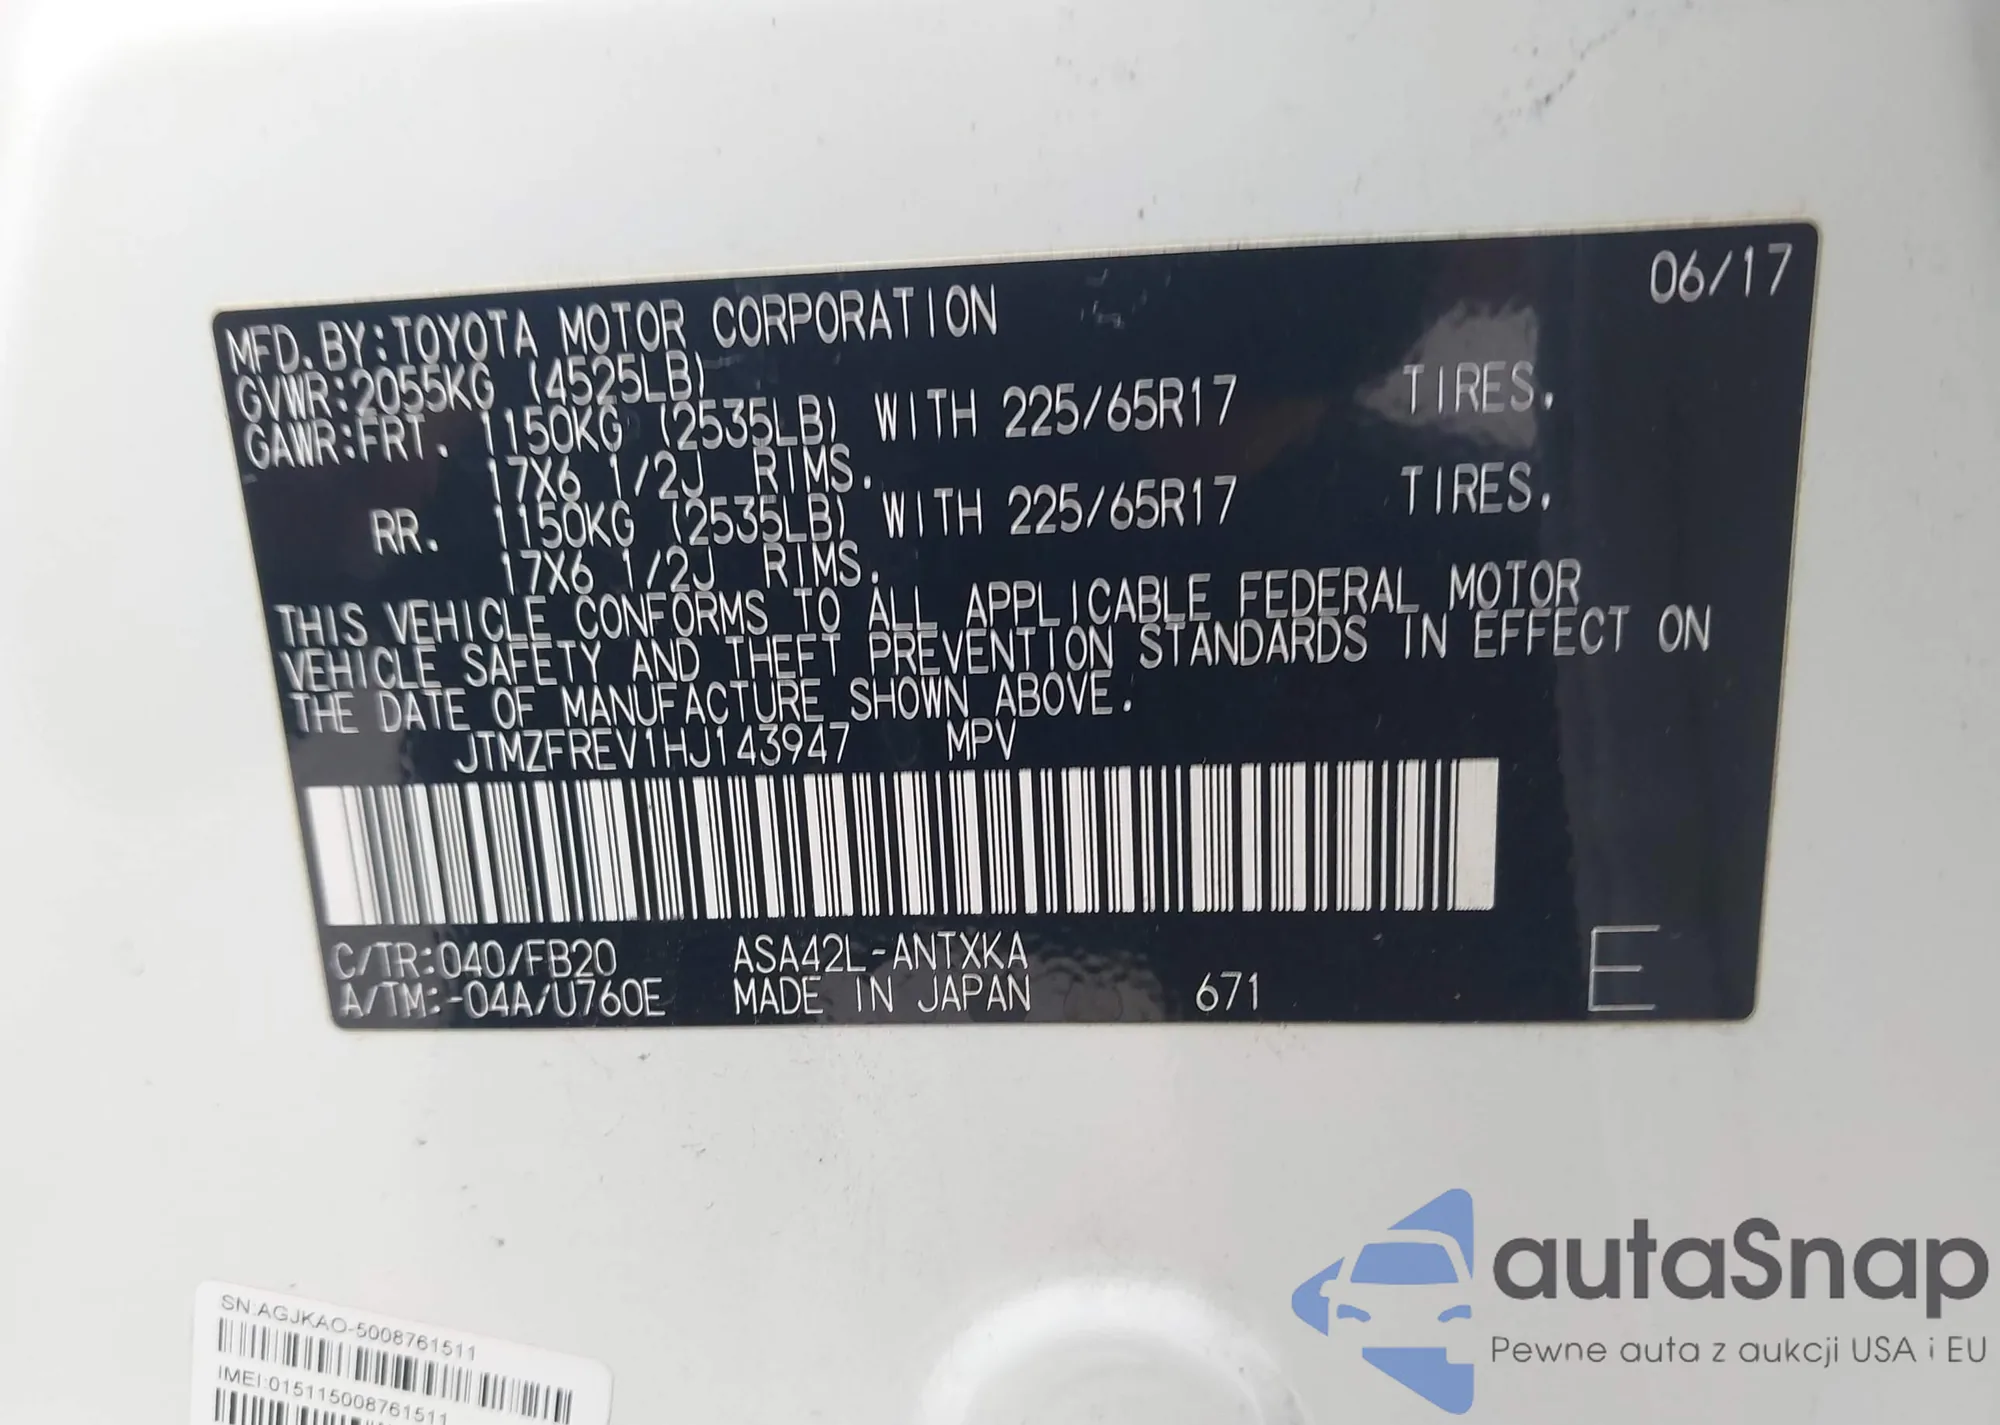 06/17
MFD.BY:TOYOTA MOTOR CORPORATION
GVWR:2055KG (4525LB)
GAWR:FRT. 1150KG (2535LB) WITH 225/65R17 TIRES,
17X6 1/2J RIMS.
RR. 1150KG (2535LB) WITH 225/65R17 TIRES,
17X6 1/2J RIMS.
THIS VEHICLE CONFORMS TO ALL APPLICABLE FEDERAL MOTOR
VEHICLE SAFETY AND THEFT PREVENTION STANDARDS IN EFFECT ON
THE DATE OF MANUFACTURE SHOWN ABOVE.
JTMZFREV1HJ143947 MPV
C/TR:040/FB20 ASA42L-ANTXKA
A/TM:-04A/U760E MADE IN JAPAN 671 E
SN:AGJKAO-5008761511
IMEI:015115008761511
autaSnap
Pewne auta z aukcji USA i EU